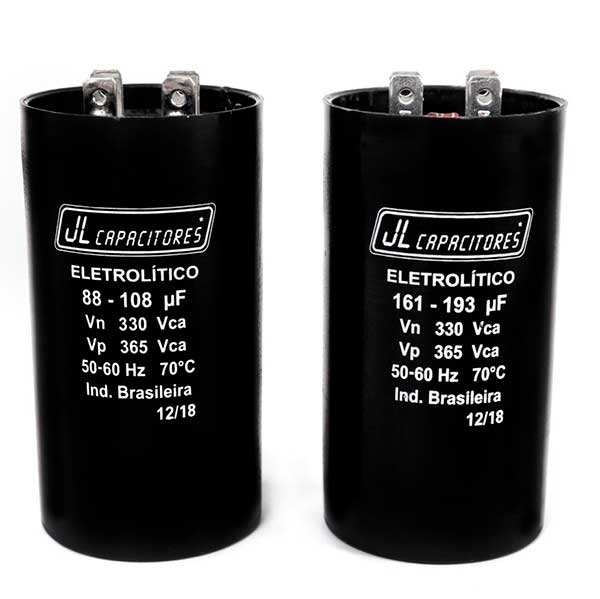 JL CAPACITORES
ELETROLÍTICO
88 - 108 µF
Vn 330 Vca
Vp 365 Vca
50-60 Hz 70°C
Ind. Brasileira
12/18
JL CAPACITORES
ELETROLÍTICO
161 - 193 µF
Vn 330 Vca
Vp 365 Vca
50-60 Hz 70°C
Ind. Brasileira
12/18